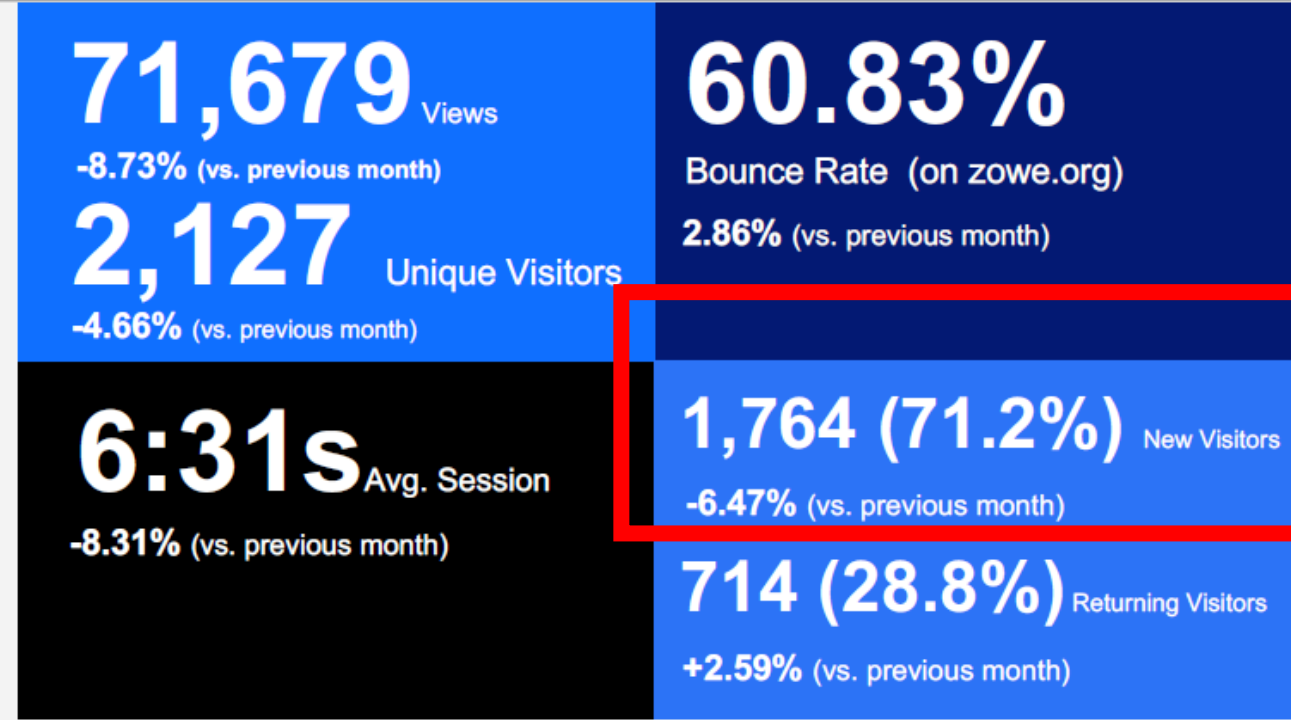 71,679 Views
-8.73% (vs. previous month)
2,127 Unique Visitors
-4.66% (vs. previous month)
60.83%
Bounce Rate (on zowe.org)
2.86% (vs. previous month)
6:31s Avg. Session
-8.31% (vs. previous month)
1,764 (71.2%) New Visitors
-6.47% (vs. previous month)
714 (28.8%) Returning Visitors
+2.59% (vs. previous month)